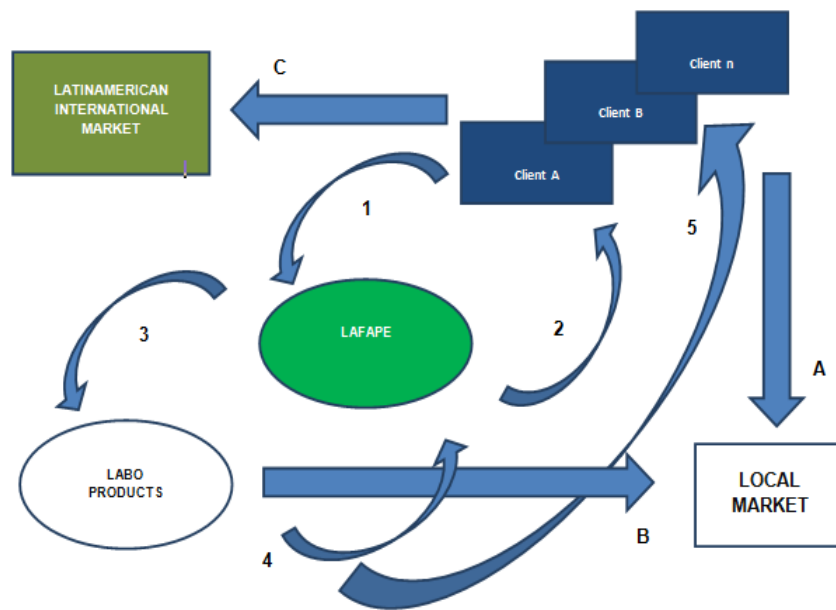 Client n
C
LATINAMERICAN
INTERNATIONAL
MARKET
Client B
Client A
1
5
3
LAFAPE
2
A
LABO
PRODUCTS
LOCAL
MARKET
B
4